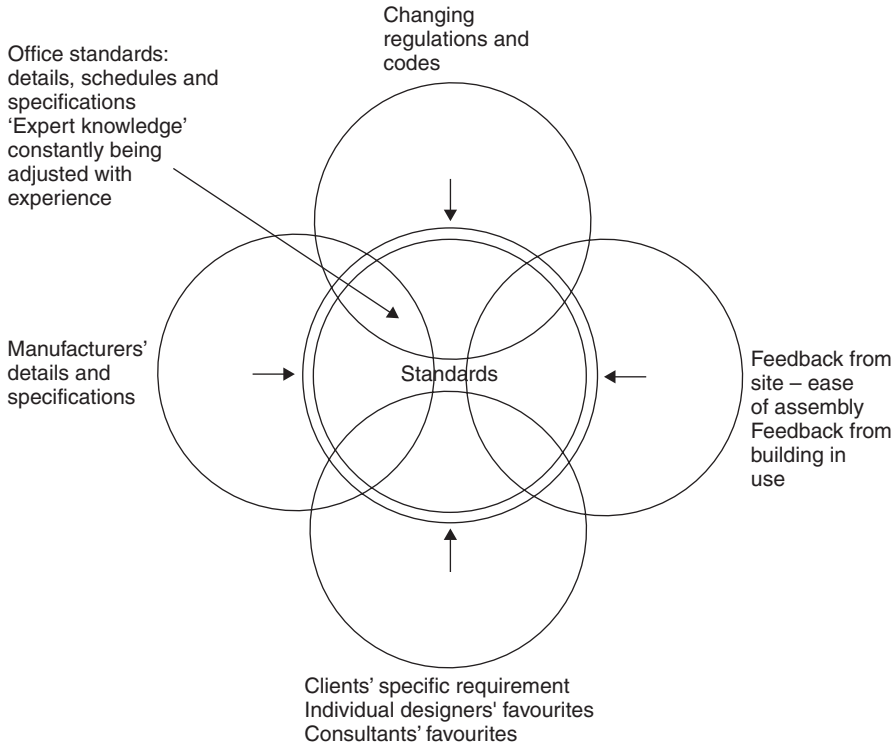 Changing
regulations and
codes
Office standards:
details, schedules and
specifications
‘Expert knowledge’
constantly being
adjusted with
experience
Manufacturers’
details and
specifications
Standards
Feedback from
site – ease
of assembly
Feedback from
building in
use
Clients’ specific requirement
Individual designers' favourites
Consultants’ favourites